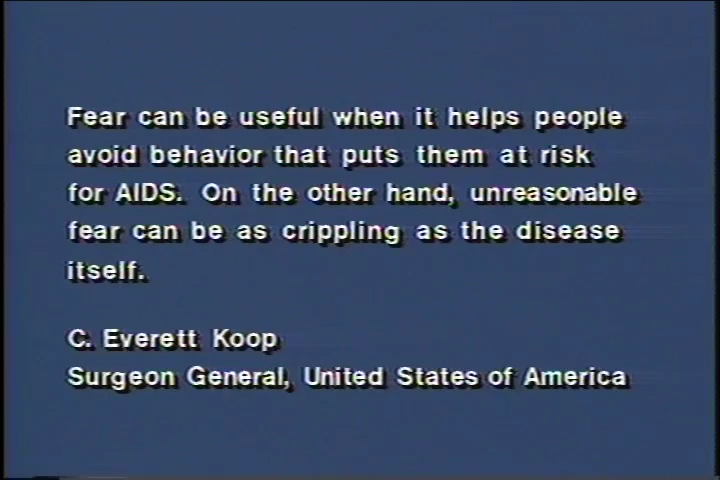 Fear can be useful when it helps people
avoid behavior that puts them at risk
for AIDS. On the other hand, unreasonable
fear can be as crippling as the disease
itself.
C. Everett Koop
Surgeon General, United States of America